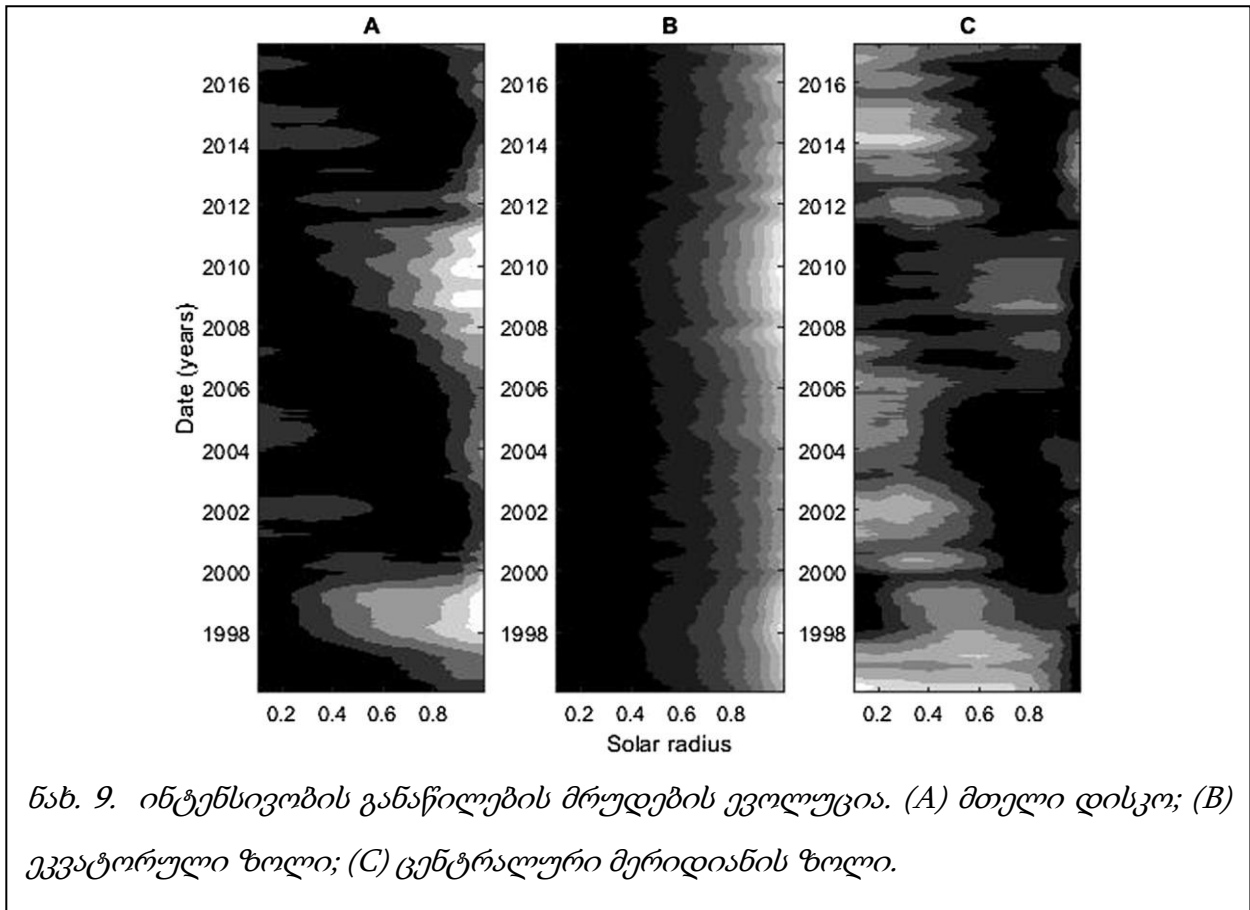 A B C
2016 2016 2016
2014 2014 2014
2012 2012 2012
2010 2010 2010
2008 2008 2008
2006 2006 2006
2004 2004 2004
2002 2002 2002
2000 2000 2000
1998 1998 1998
Date (years)
0.2 0.4 0.6 0.8 0.2 0.4 0.6 0.8 0.2 0.4 0.6 0.8
Solar radius
ნახ. 9. ინტენსივობის განაწილების მრუდების ევოლუცია. (A) მთელი დისკო; (B)
ეკვატორული ზოლი; (C) ცენტრალური მერიდიანის ზოლი.